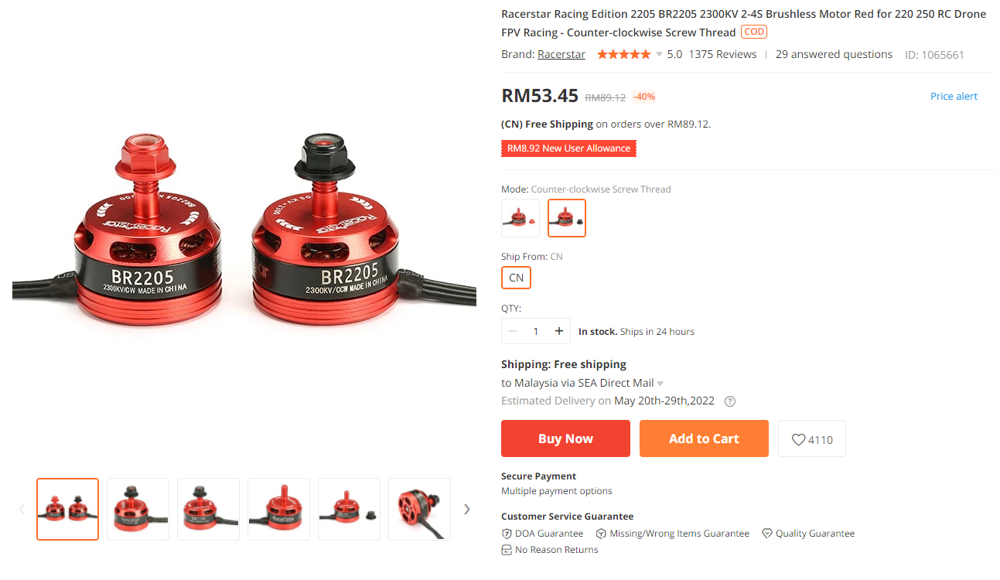 Racerstar Racing Edition 2205 BR2205 2300KV 2-4S Brushless Motor Red for 220 250 RC Drone
FPV Racing - Counter-clockwise Screw Thread COD
Brand: Racerstar 5.0 1375 Reviews | 29 answered questions ID: 1065661
RM53.45 RM89.12 -40% Price alert
(CN) Free Shipping on orders over RM89.12.
RM8.92 New User Allowance
Mode: Counter-clockwise Screw Thread
Ship From: CN
CN
QTY:
1 In stock. Ships in 24 hours
Shipping: Free shipping
to Malaysia via SEA Direct Mail
Estimated Delivery on May 20th-29th,2022
Buy Now Add to Cart 4110
Secure Payment
Multiple payment options
Customer Service Guarantee
DOA Guarantee Missing/Wrong Items Guarantee Quality Guarantee
No Reason Returns
BR2205
2300KV/CW MADE IN CHINA
BR2205
2300KV/CCW MADE IN CHINA